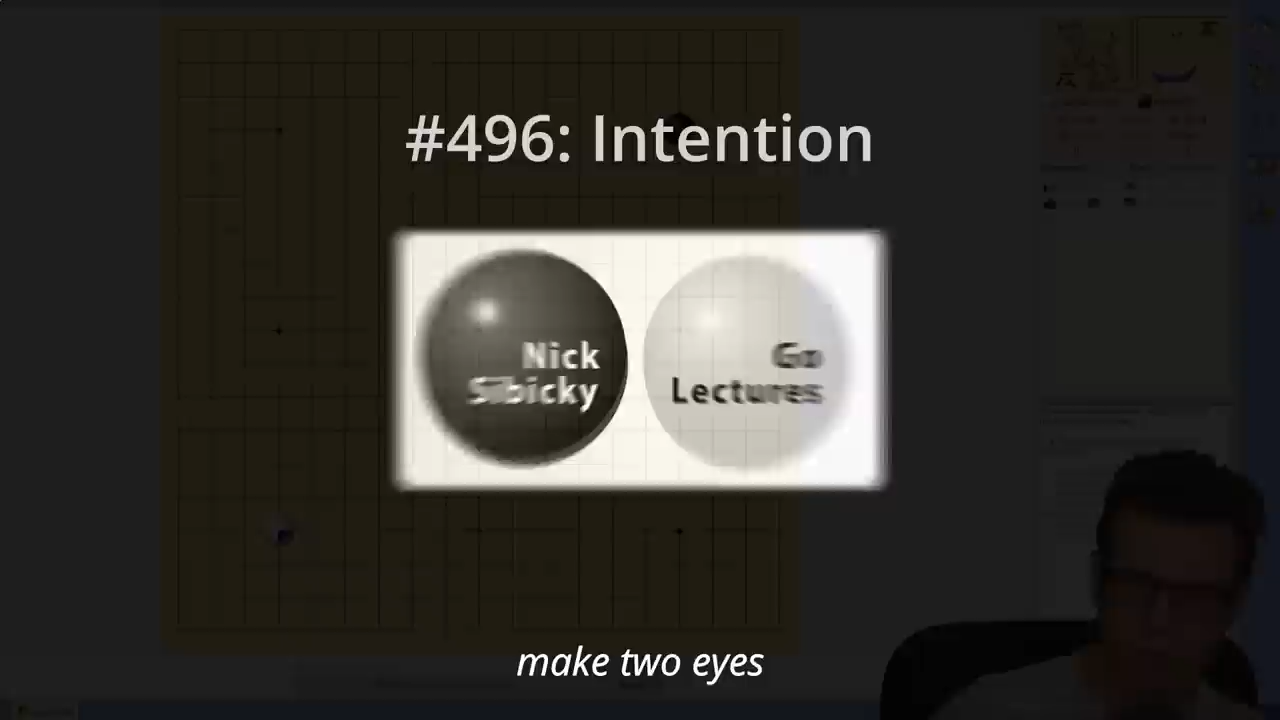 #496: Intention
Nick
Sibicky
Go
Lectures
make two eyes